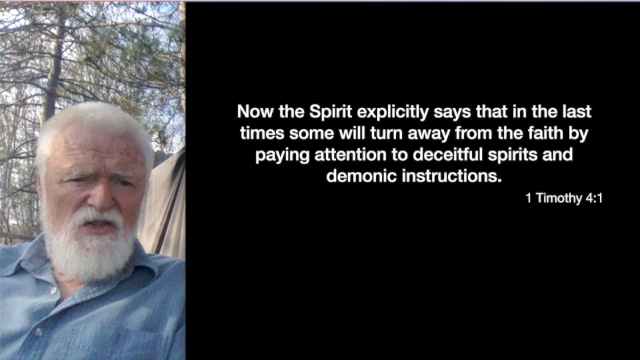 Now the Spirit explicitly says that in the last
times some will turn away from the faith by
paying attention to deceitful spirits and
demonic instructions.
1 Timothy 4:1